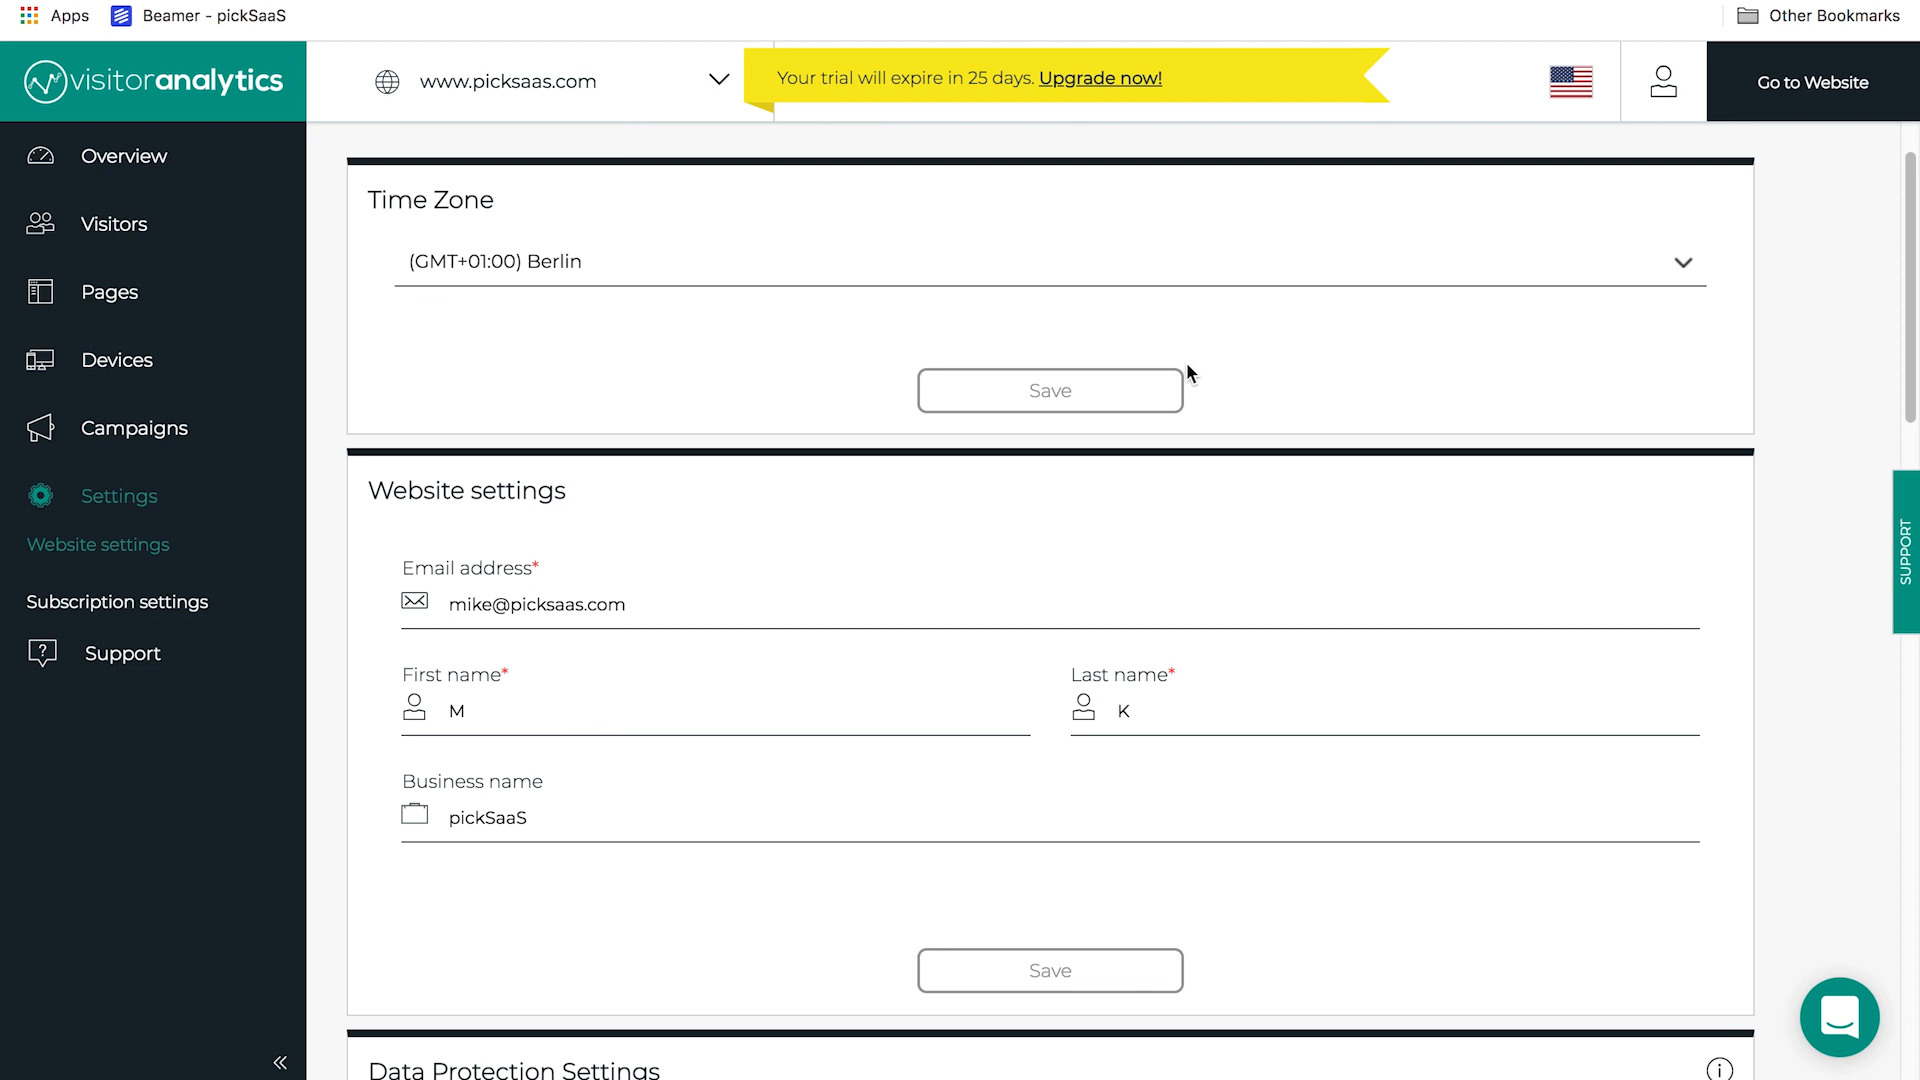 Apps
Beamer - pickSaaS
Other Bookmarks
visitoranalytics
www.picksaas.com
Your trial will expire in 25 days. Upgrade now!
Go to Website
Overview
Visitors
Pages
Devices
Campaigns
Settings
Website settings
Subscription settings
Support
Time Zone
(GMT+01:00) Berlin
Save
Website settings
Email address*
mike@picksaas.com
First name*
M
Last name*
K
Business name
pickSaaS
Save
Data Protection Settings
SUPPORT